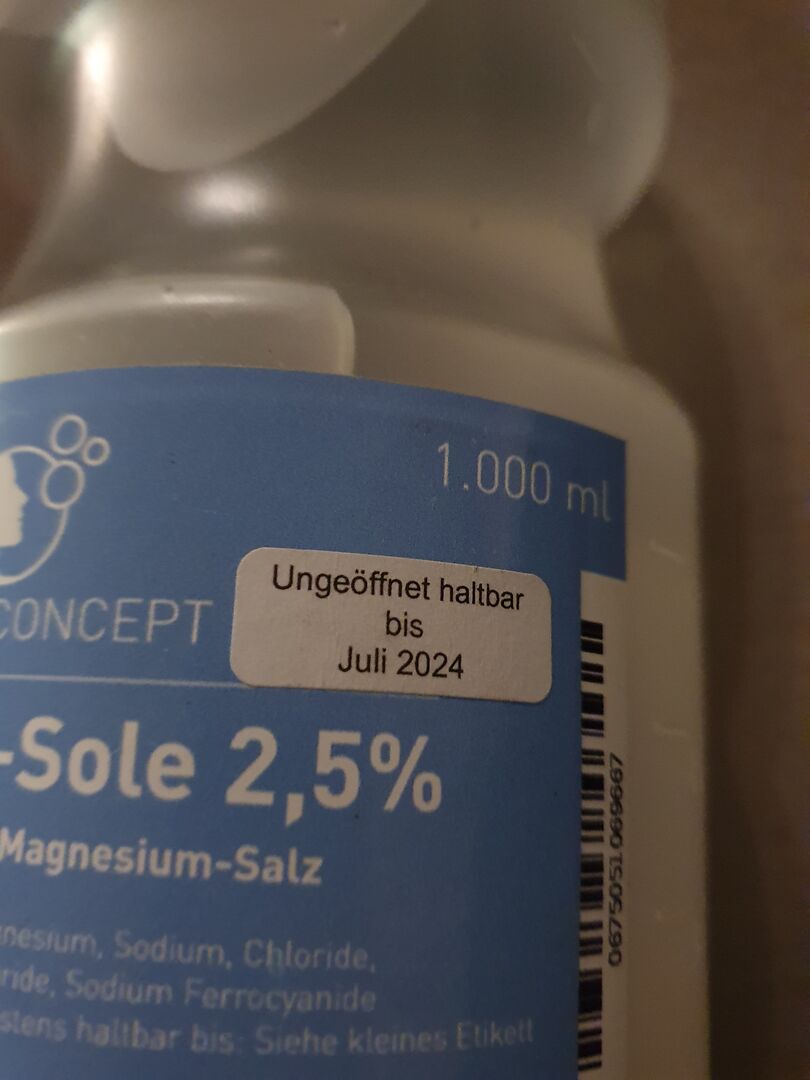 1.000 ml
Ungeöffnet haltbar
bis
Juli 2024
CONCEPT
-Sole 2,5%
Magnesium-Salz
nesium, Sodium, Chloride,
ride, Sodium Ferrocyanide
stens haltbar bis: Siehe kleines Etikett
0675051069667